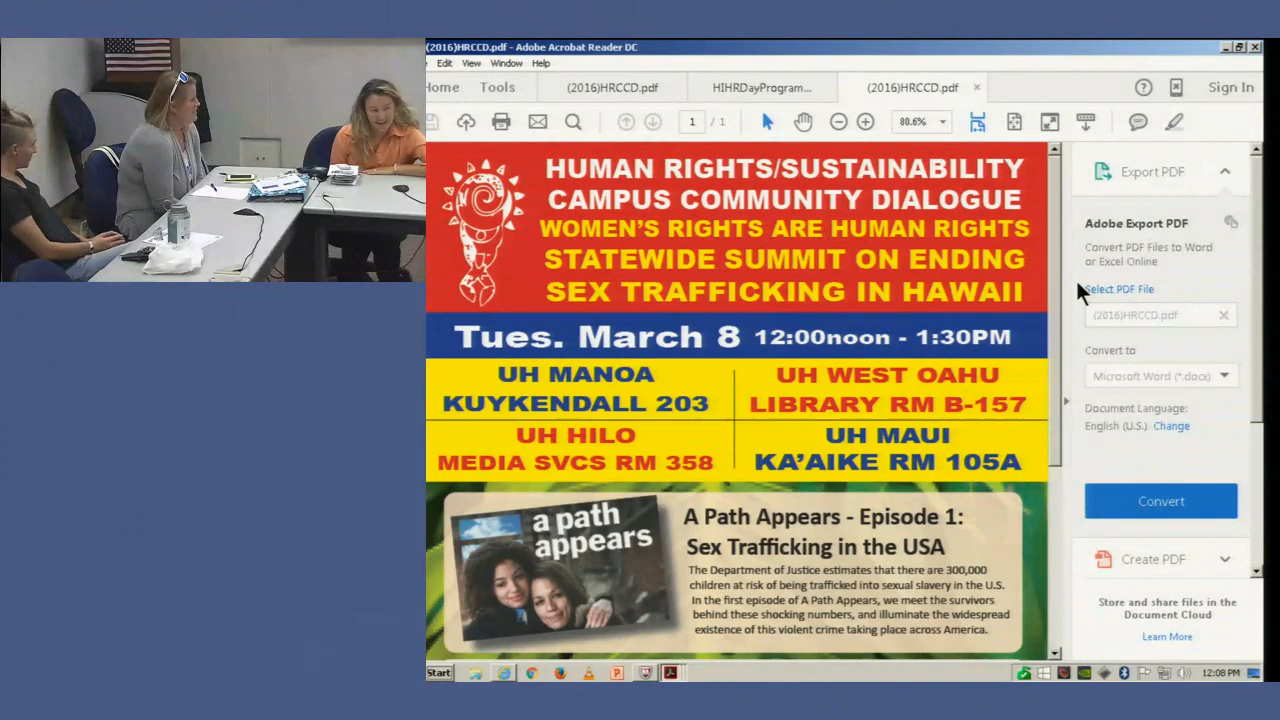 (2016)HRCCD.pdf - Adobe Acrobat Reader DC
Edit View Window Help
Home Tools (2016)HRCCD.pdf HIHRDayProgram... (2016)HRCCD.pdf × Sign In
1 / 1 80.6%
HUMAN RIGHTS/SUSTAINABILITY
CAMPUS COMMUNITY DIALOGUE
WOMEN'S RIGHTS ARE HUMAN RIGHTS
STATEWIDE SUMMIT ON ENDING
SEX TRAFFICKING IN HAWAII
Tues. March 8 12:00noon - 1:30PM
UH MANOA
KUYKENDALL 203
UH WEST OAHU
LIBRARY RM B-157
UH HILO
MEDIA SVCS RM 358
UH MAUI
KA'AIKE RM 105A
a path
appears
A Path Appears - Episode 1:
Sex Trafficking in the USA
The Department of Justice estimates that there are 300,000
children at risk of being trafficked into sexual slavery in the U.S.
In the first episode of A Path Appears, we meet the survivors
behind these shocking numbers, and illuminate the widespread
existence of this violent crime taking place across America.
Export PDF
Adobe Export PDF
Convert PDF Files to Word
or Excel Online
Select PDF File
(2016)HRCCD.pdf
Convert to
Microsoft Word (*.docx)
Document Language:
English (U.S.) Change
Convert
Create PDF
Store and share files in the
Document Cloud
Learn More
Start 12:08 PM